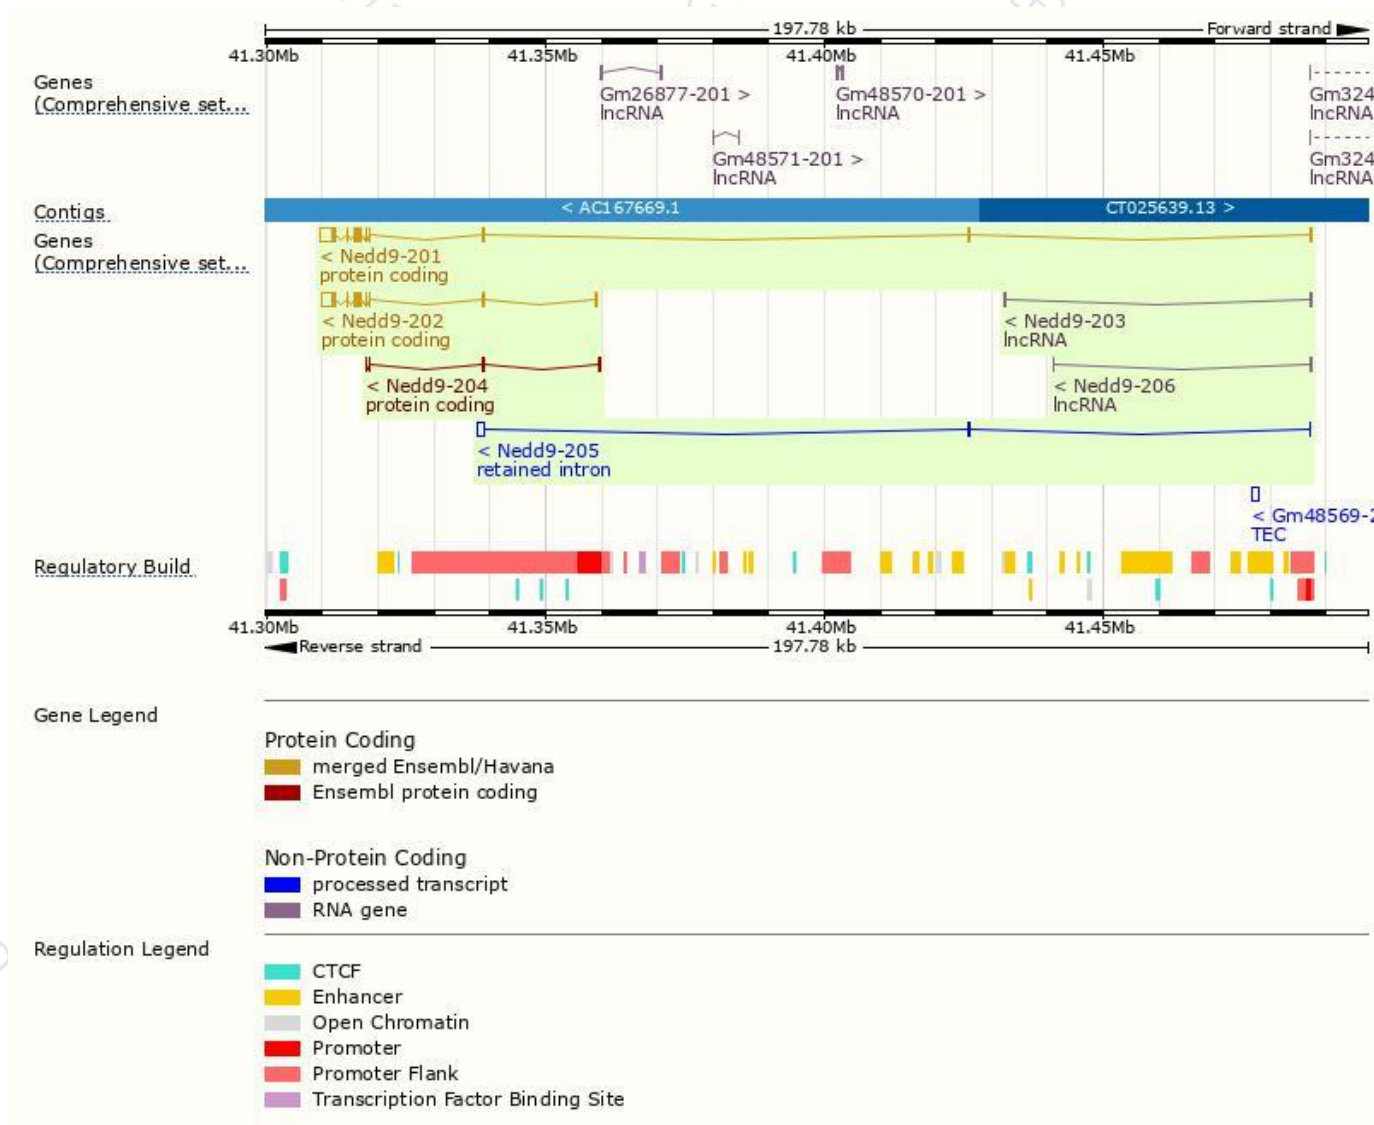 197.78 kb
Forward strand
41.30Mb 41.35Mb 41.40Mb 41.45Mb
Genes
(Comprehensive set...
Gm26877-201 >
lncRNA
Gm48570-201 >
lncRNA
Gm324
lncRNA
Gm48571-201 >
lncRNA
Gm324
lncRNA
Contigs
< AC167669.1
CT025639.13 >
Genes
(Comprehensive set...
< Nedd9-201
protein coding
< Nedd9-202
protein coding
< Nedd9-203
lncRNA
< Nedd9-204
protein coding
< Nedd9-206
lncRNA
< Nedd9-205
retained intron
< Gm48569-2
TEC
Regulatory Build
41.30Mb 41.35Mb 41.40Mb 41.45Mb
Reverse strand
197.78 kb
Gene Legend
Protein Coding
merged Ensembl/Havana
Ensembl protein coding
Non-Protein Coding
processed transcript
RNA gene
Regulation Legend
CTCF
Enhancer
Open Chromatin
Promoter
Promoter Flank
Transcription Factor Binding Site